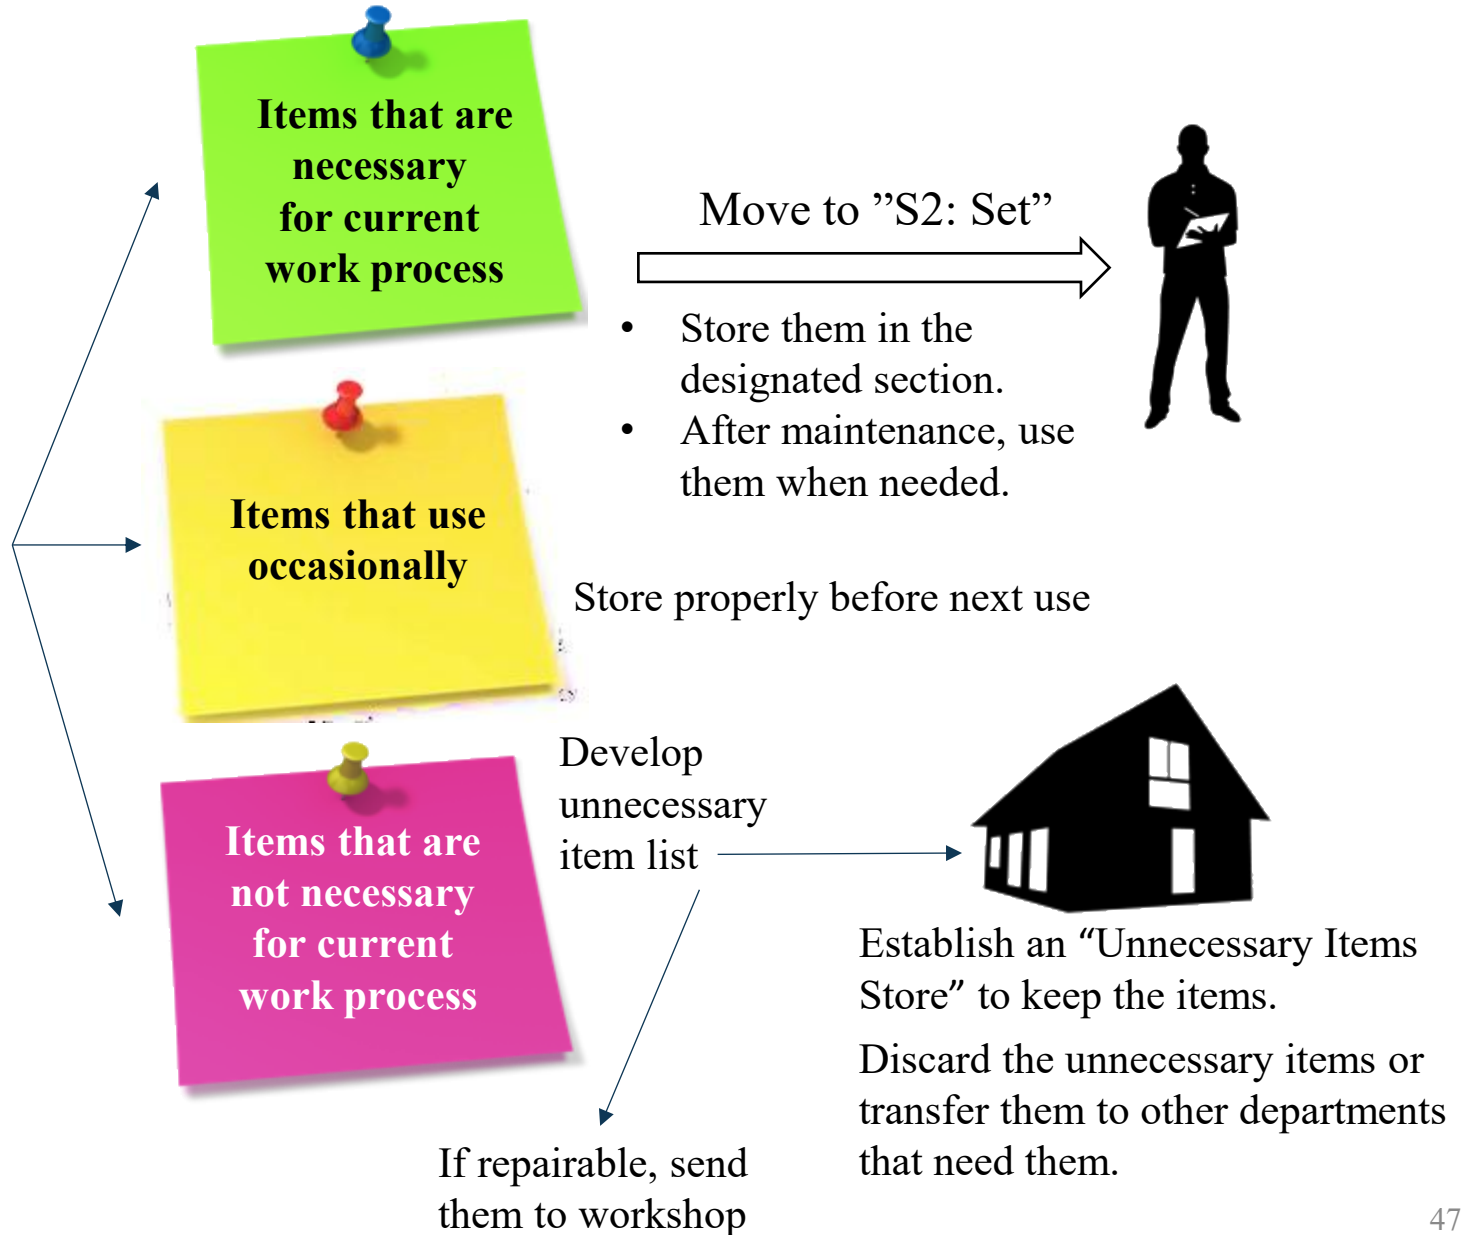 Items that are
necessary
for current
work process
Move to ”S2: Set”
• Store them in the
designated section.
• After maintenance, use
them when needed.
Items that use
occasionally
Store properly before next use
Items that are
not necessary
for current
work process
Develop
unnecessary
item list
Establish an “Unnecessary Items
Store” to keep the items.
Discard the unnecessary items or
transfer them to other departments
that need them.
If repairable, send
them to workshop
47